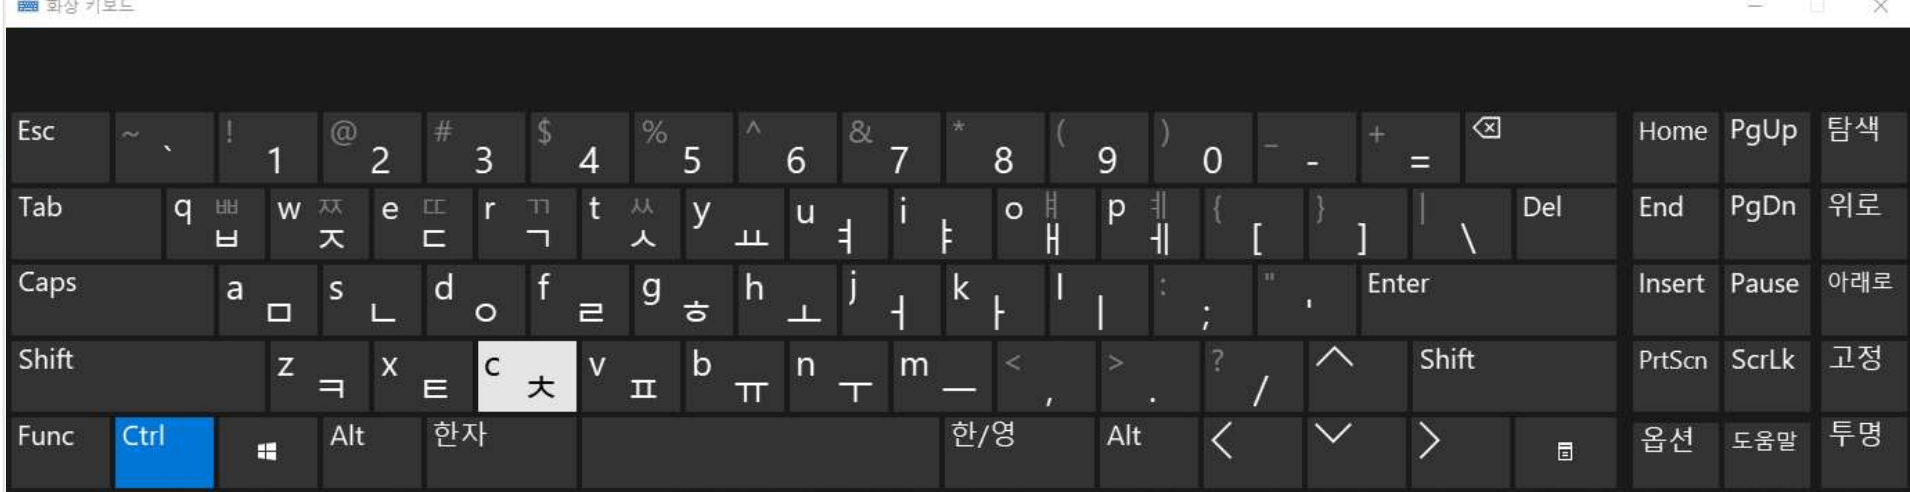 화상 키보드
Esc ~ ` ! 1 @ 2 # 3 $ 4 % 5 ^ 6 & 7 * 8 ( 9 ) 0 _ - + = Home PgUp 탐색
Tab q ㅃ ㅂ w ㅉ ㅈ e ㄸ ㄷ r ㄲ ㄱ t ㅆ ㅅ y ㅛ u ㅕ i ㅑ o ㅒ ㅐ p ㅖ ㅔ { [ } ] | \ Del End PgDn 위로
Caps a ㅁ s ㄴ d ㅇ f ㄹ g ㅎ h ㅗ j ㅓ k ㅏ l ㅣ : ; " ' Enter Insert Pause 아래로
Shift z ㅋ x ㅌ c ㅊ v ㅍ b ㅠ n ㅜ m ㅡ < , > . ? / Shift PrtScn ScrLk 고정
Func Ctrl Alt 한자 한/영 Alt 옵션 도움말 투명